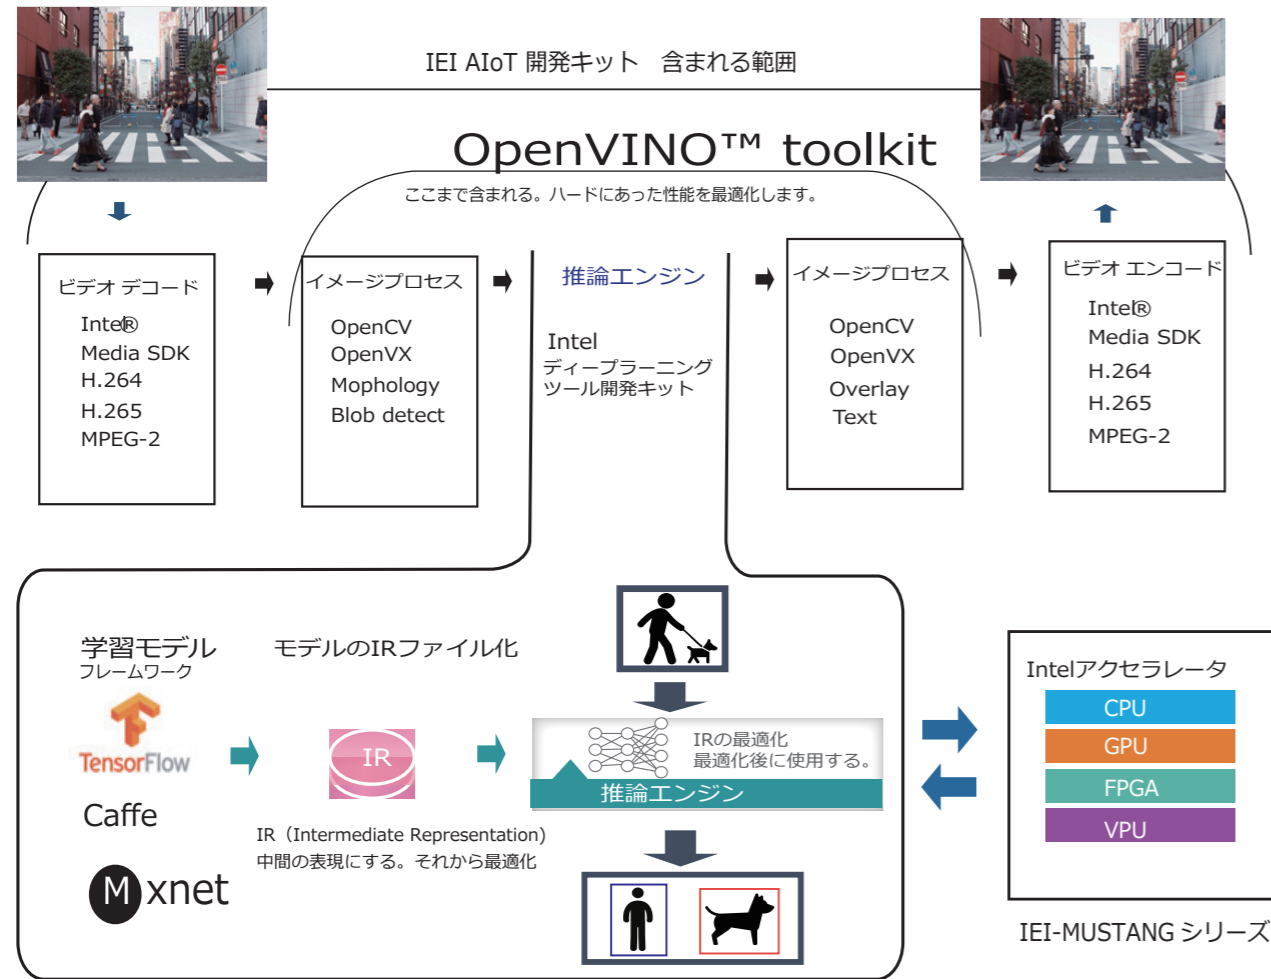 IEI AIoT 開発キット　含まれる範囲
OpenVINO™ toolkit
ここまで含まれる。ハードにあった性能を最適化します。
ビデオ デコード
Intel®
Media SDK
H.264
H.265
MPEG-2
イメージプロセス
OpenCV
OpenVX
Mophology
Blob detect
推論エンジン
Intel
ディープラーニング
ツール開発キット
イメージプロセス
OpenCV
OpenVX
Overlay
Text
ビデオ エンコード
Intel®
Media SDK
H.264
H.265
MPEG-2
学習モデル
フレームワーク
TensorFlow
Caffe
Mxnet
モデルのIRファイル化
IR
IR（Intermediate Representation)
中間の表現にする。それから最適化
IRの最適化
最適化後に使用する。
推論エンジン
Intelアクセラレータ
CPU
GPU
FPGA
VPU
IEI-MUSTANG シリーズ